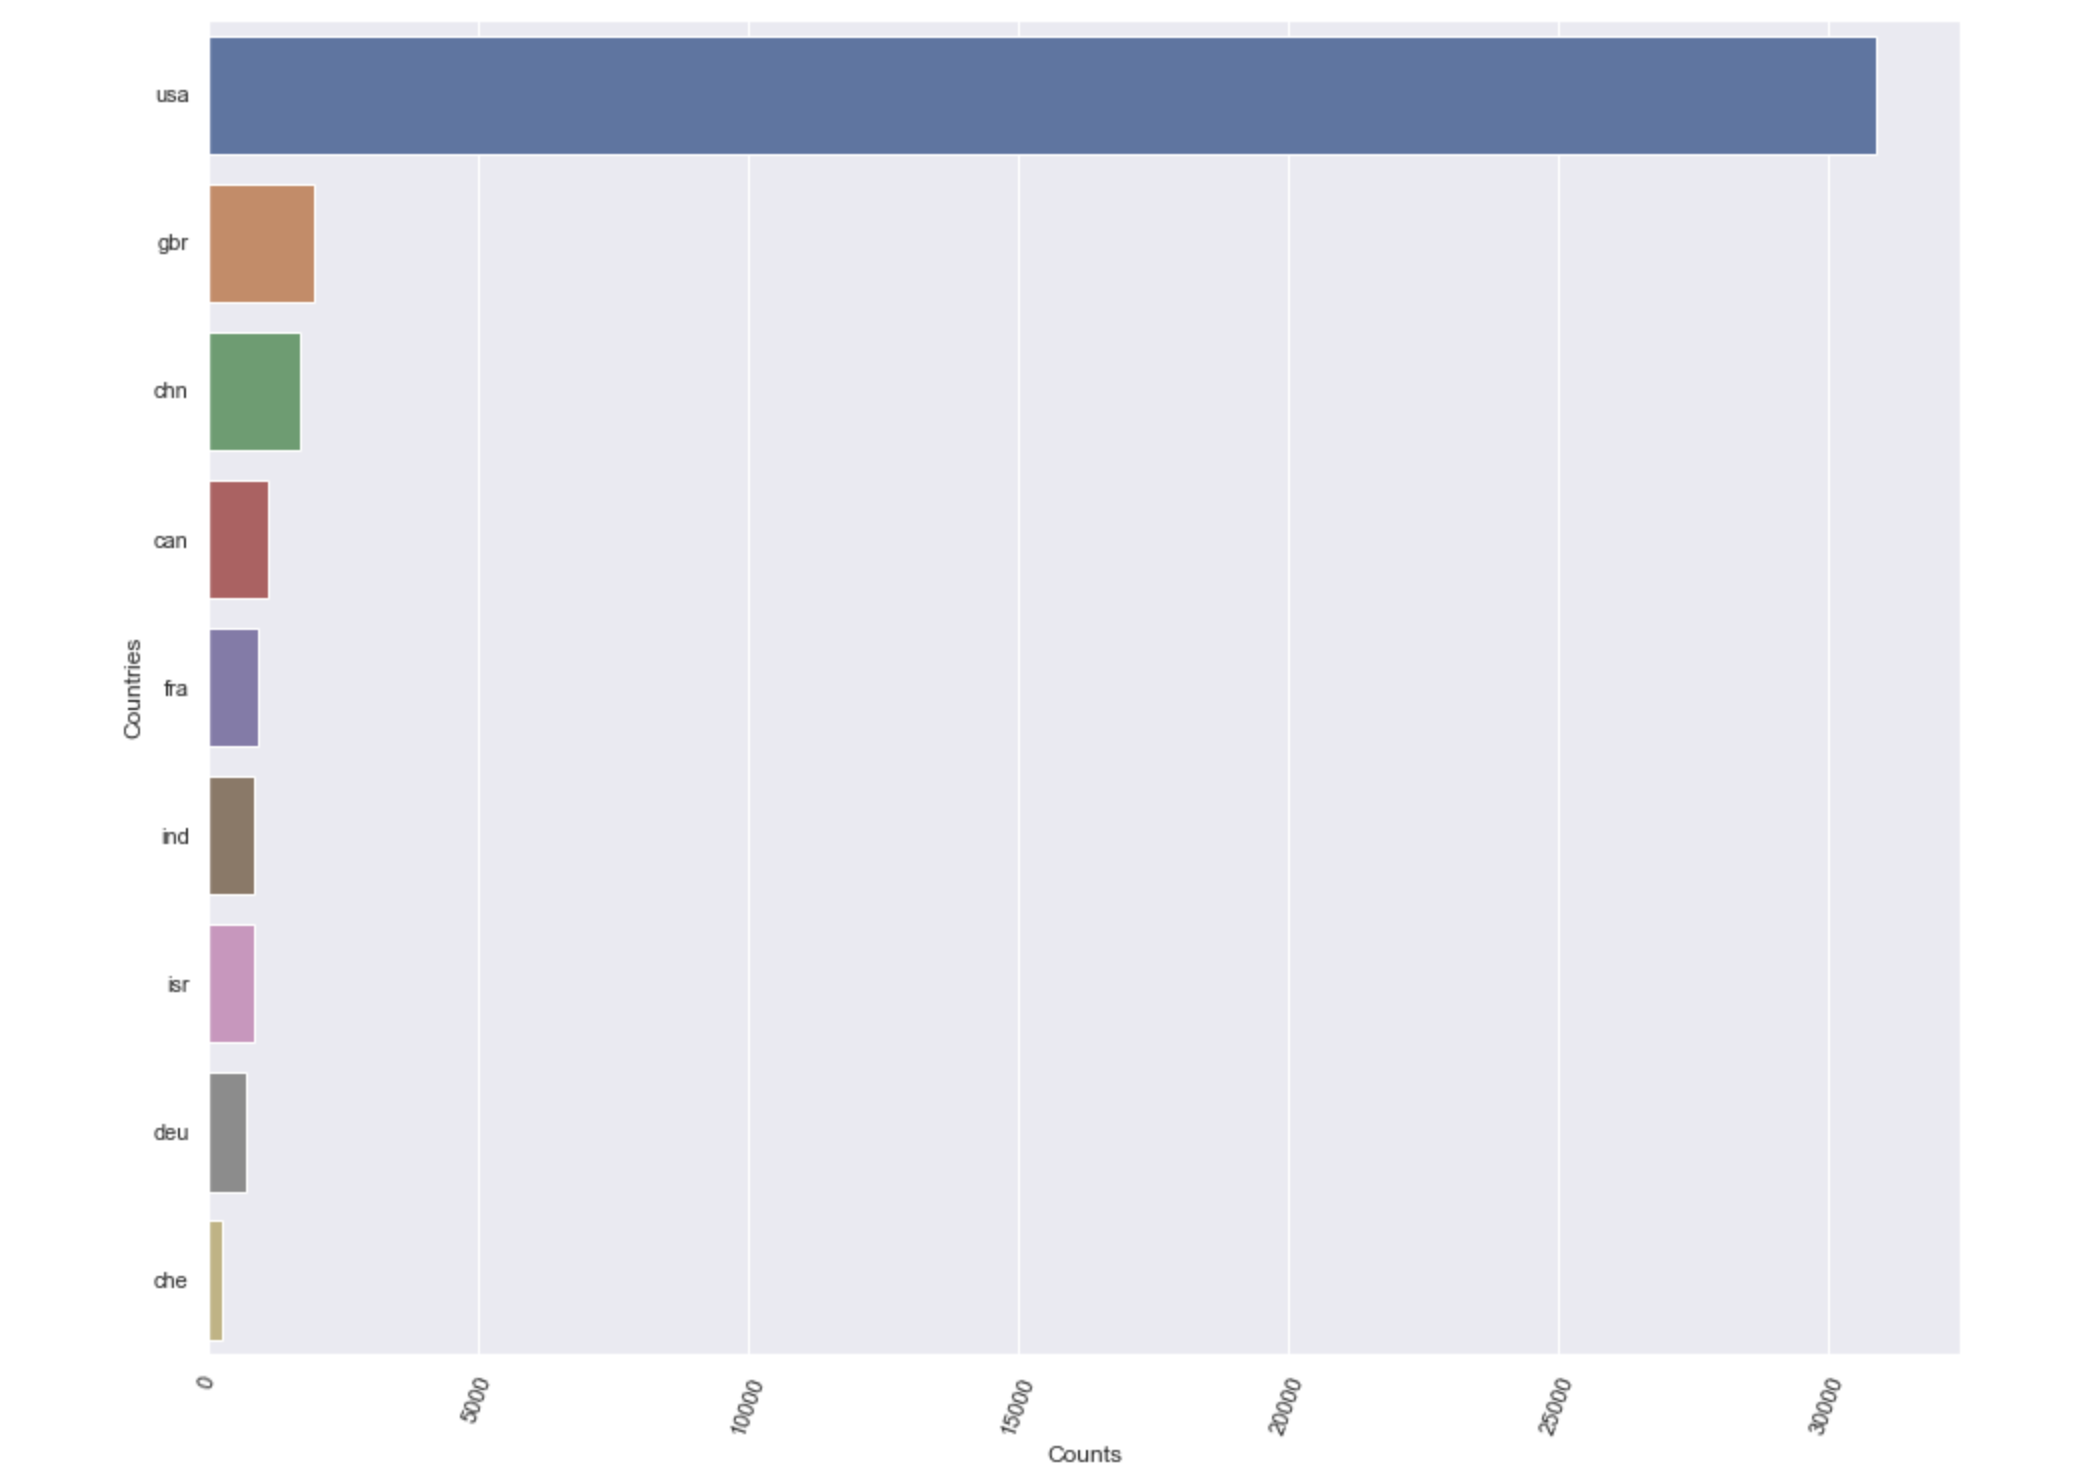 usa
gbr
chn
can
fra
ind
isr
deu
che
Countries
0
5000
10000
15000
20000
25000
30000
Counts